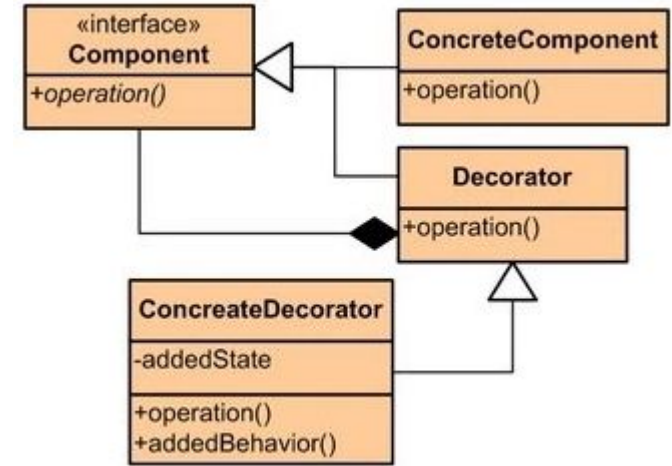 «interface»
Component
+operation()
ConcreteComponent
+operation()
Decorator
+operation()
ConcreateDecorator
-addedState
+operation()
+addedBehavior()